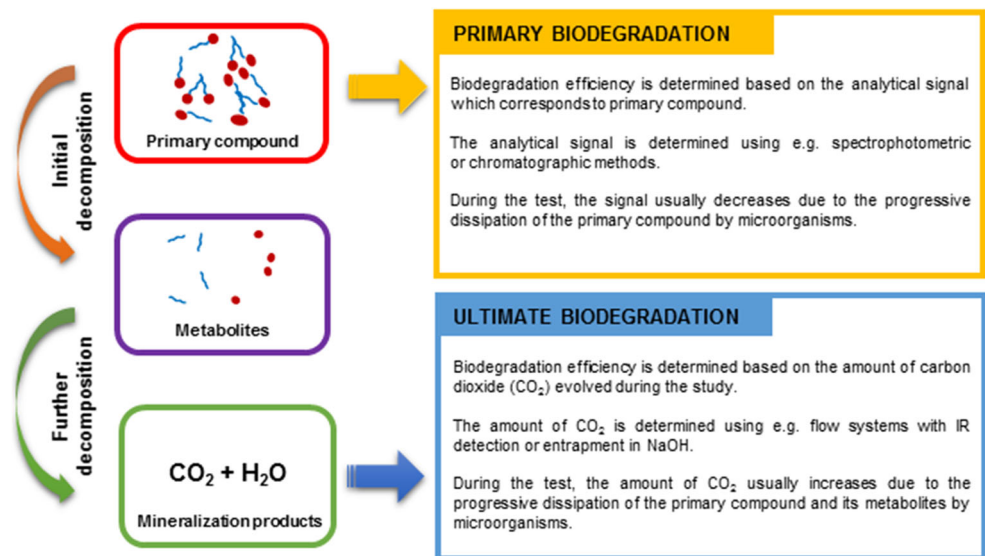 Initial
decomposition
Primary compound
PRIMARY BIODEGRADATION
Biodegradation efficiency is determined based on the analytical signal
which corresponds to primary compound.
The analytical signal is determined using e.g. spectrophotometric
or chromatographic methods.
During the test, the signal usually decreases due to the progressive
dissipation of the primary compound by microorganisms.
Metabolites
Further
decomposition
CO₂ + H₂O
Mineralization products
ULTIMATE BIODEGRADATION
Biodegradation efficiency is determined based on the amount of carbon
dioxide (CO₂) evolved during the study.
The amount of CO₂ is determined using e.g. flow systems with IR
detection or entrapment in NaOH.
During the test, the amount of CO₂ usually increases due to the
progressive dissipation of the primary compound and its metabolites by
microorganisms.